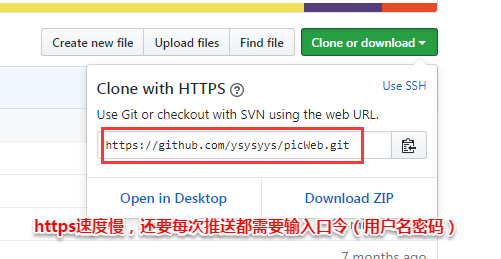 Create new file Upload files Find file Clone or download
Clone with HTTPS Use SSH
Use Git or checkout with SVN using the web URL.
https://github.com/ysysyys/picWeb.git
Open in Desktop Download ZIP
https速度慢，还要每次推送都需要输入口令（用户名密码）
7 months ago